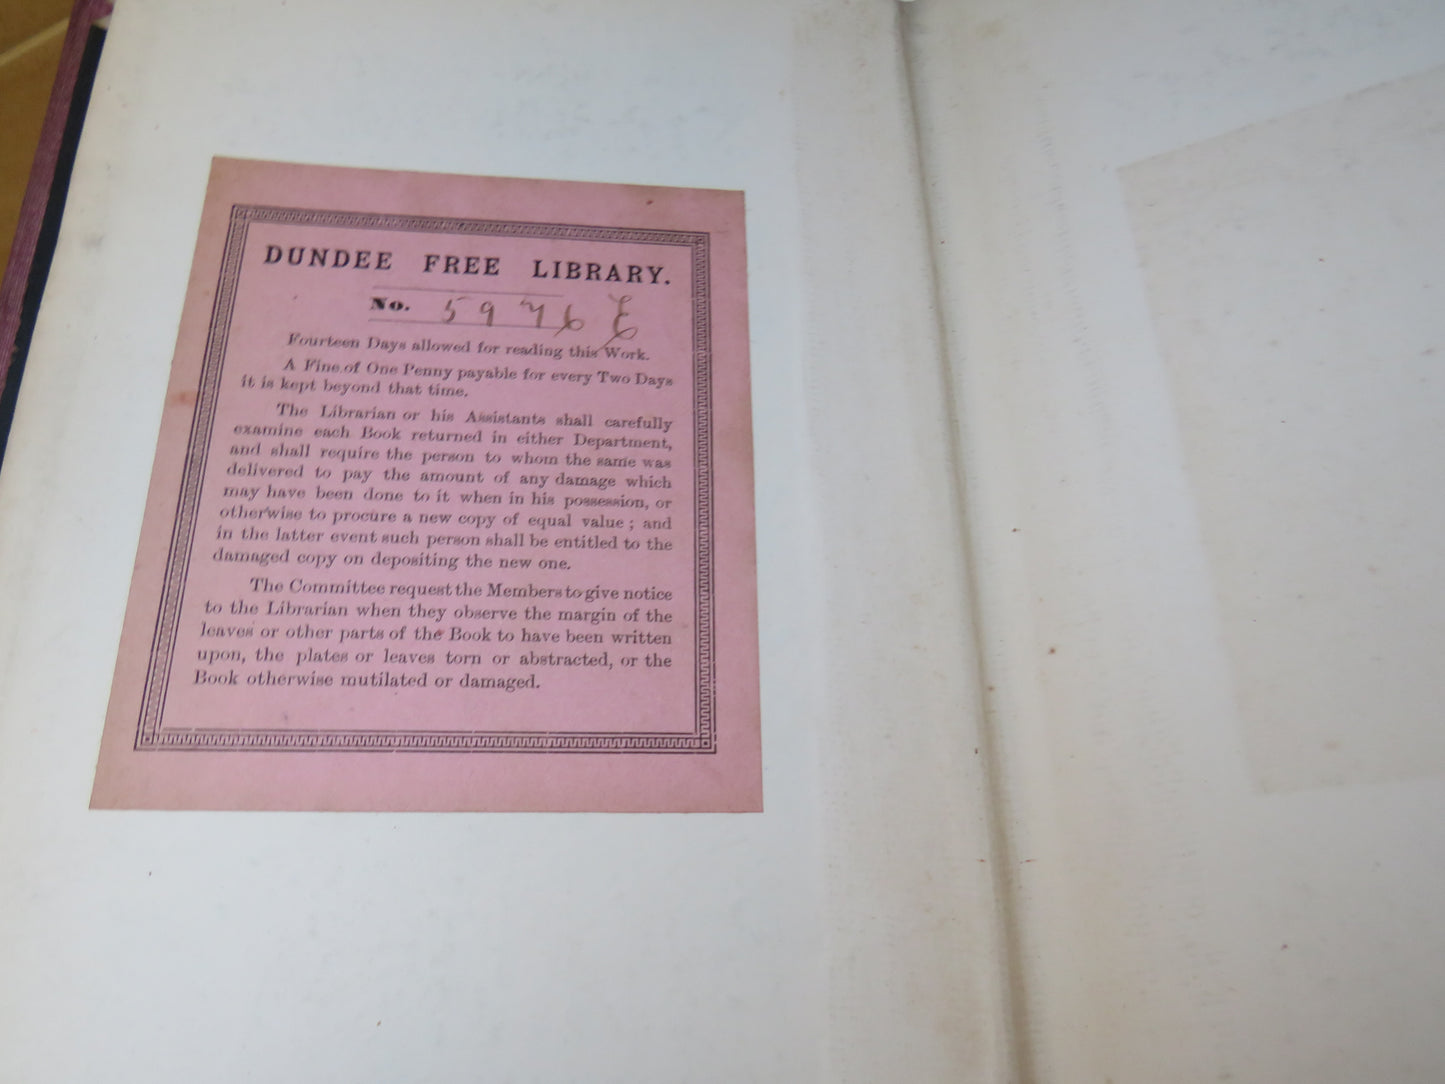 DUNDEE FREE LIBRARY.
No. 5976 E
Fourteen Days allowed for reading this Work.
A Fine of One Penny payable for every Two Days
it is kept beyond that time.
The Librarian or his Assistants shall carefully
examine each Book returned in either Department,
and shall require the person to whom the same was
delivered to pay the amount of any damage which
may have been done to it when in his possession, or
otherwise to procure a new copy of equal value; and
in the latter event such person shall be entitled to the
damaged copy on depositing the new one.
The Committee request the Members to give notice
to the Librarian when they observe the margin of the
leaves or other parts of the Book to have been written
upon, the plates or leaves torn or abstracted, or the
Book otherwise mutilated or damaged.